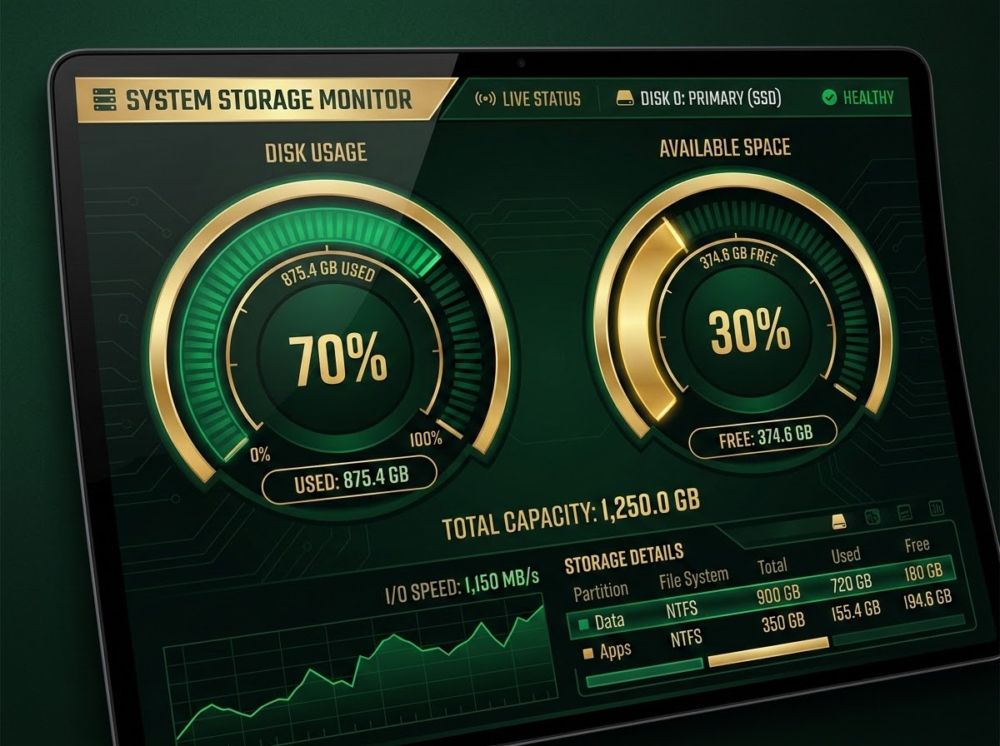 SYSTEM STORAGE MONITOR
LIVE STATUS
DISK 0: PRIMARY (SSD)
HEALTHY
DISK USAGE
875.4 GB USED
70%
0%
100%
USED: 875.4 GB
AVAILABLE SPACE
374.6 GB FREE
30%
FREE: 374.6 GB
TOTAL CAPACITY: 1,250.0 GB
I/O SPEED: 1,150 MB/s
STORAGE DETAILS
Partition File System Total Used Free
Data NTFS 900 GB 720 GB 180 GB
Apps NTFS 350 GB 155.4 GB 194.6 GB